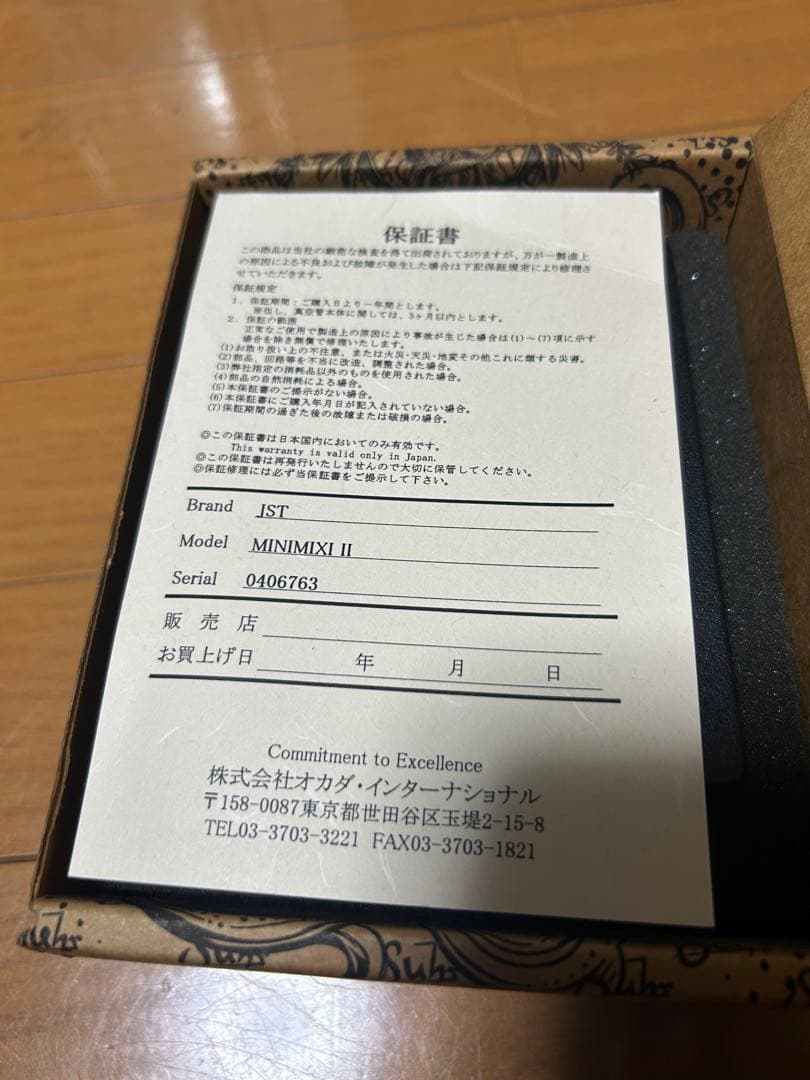 保証書
この商品は当社の厳密な検査を得て出荷されておりますが、万が一製造上
の原因による不良および故障が発生した場合は下記保証規定により修理さ
せていただきます。
保証規定
1．保証期間：ご購入日より一年間とします。
※但し、真空管本体に関しては、3ヶ月以内とします。
2．保証の範囲
正常なご使用で製造上の原因により事故が生じた場合は(1)～(7)項に示す
場合を除き無償で修理いたします。
(1)お取り扱い上の不注意、または火災・天災・地変その他これに類する災害。
(2)部品、回路等を不当に改造、調整された場合。
(3)弊社指定の消耗品以外のものを使用された場合。
(4)部品の自然消耗による場合。
(5)本保証書のご提示がない場合。
(6)本保証書にご購入年月日が記入されていない場合。
(7)保証期間の過ぎた後の故障または破損の場合。
◎この保証書は日本国内においてのみ有効です。
This warranty is valid only in Japan.
◎この保証書は再発行いたしませんので大切に保管してください。
◎保証修理には必ず当保証書をご提示して下さい。
Brand JST
Model MINIMIXI II
Serial 0406763
販売店
お買上げ日 年 月 日
Commitment to Excellence
株式会社オカダ・インターナショナル
〒158-0087東京都世田谷区玉堤2-15-8
TEL03-3703-3221 FAX03-3703-1821
Suhr Suhr Suhr Suhr